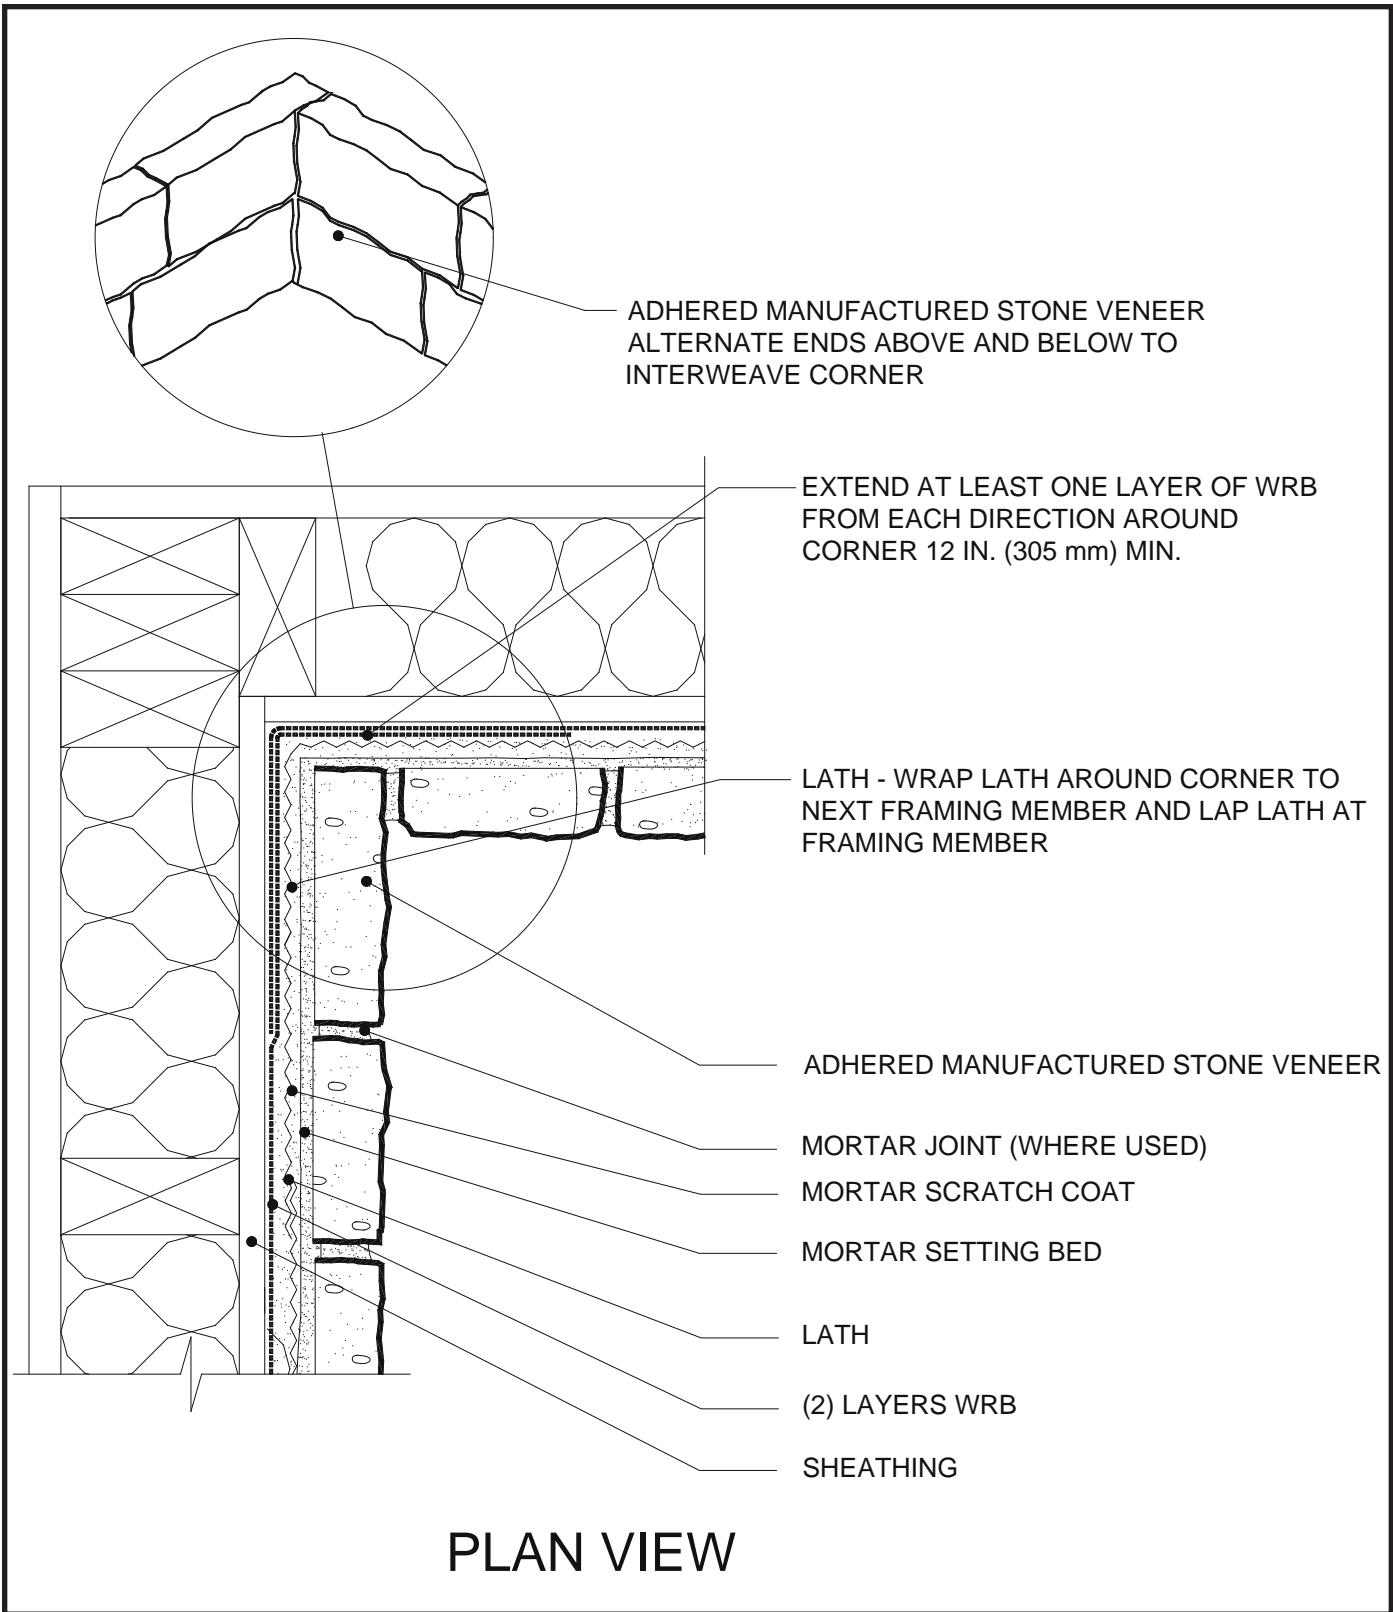 ADHERED MANUFACTURED STONE VENEER
ALTERNATE ENDS ABOVE AND BELOW TO
INTERWEAVE CORNER
EXTEND AT LEAST ONE LAYER OF WRB
FROM EACH DIRECTION AROUND
CORNER 12 IN. (305 mm) MIN.
LATH - WRAP LATH AROUND CORNER TO
NEXT FRAMING MEMBER AND LAP LATH AT
FRAMING MEMBER
ADHERED MANUFACTURED STONE VENEER
MORTAR JOINT (WHERE USED)
MORTAR SCRATCH COAT
MORTAR SETTING BED
LATH
(2) LAYERS WRB
SHEATHING
PLAN VIEW